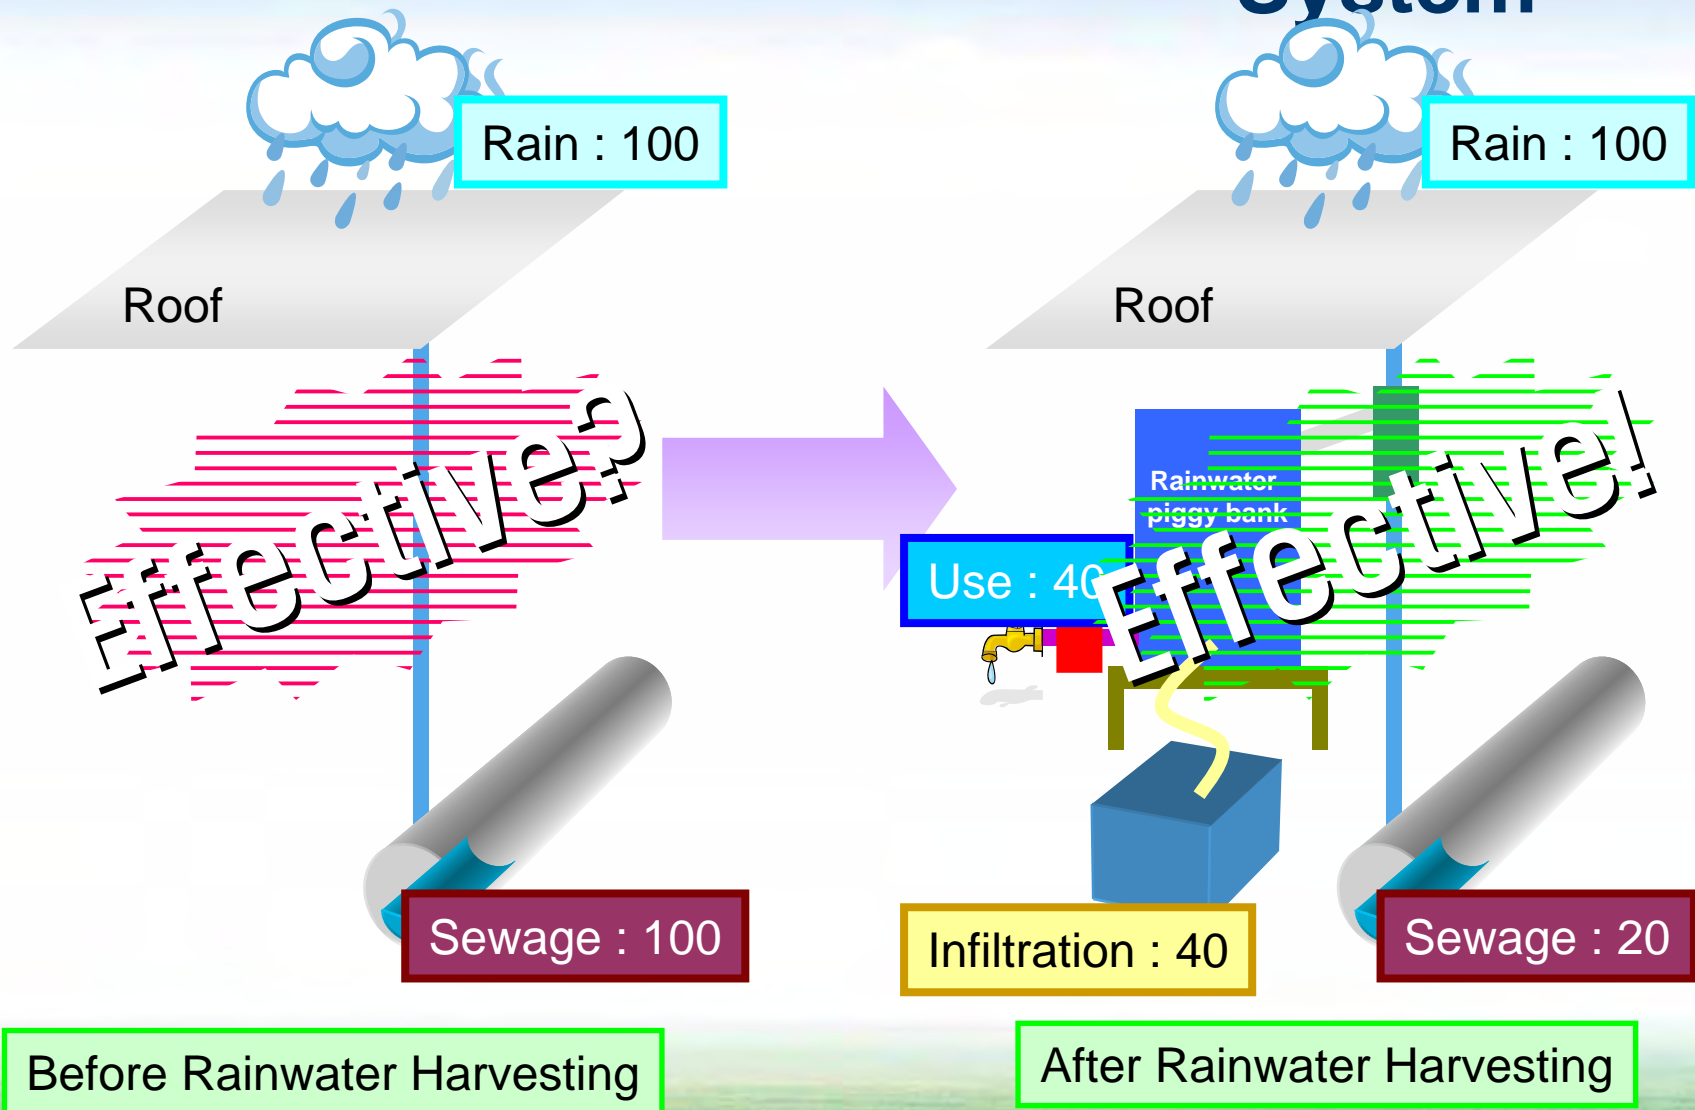 System
Rain : 100
Roof
Effective?
Sewage : 100
Before Rainwater Harvesting
Rain : 100
Roof
Rainwater
piggy bank
Use : 40
Effective!
Infiltration : 40
Sewage : 20
After Rainwater Harvesting